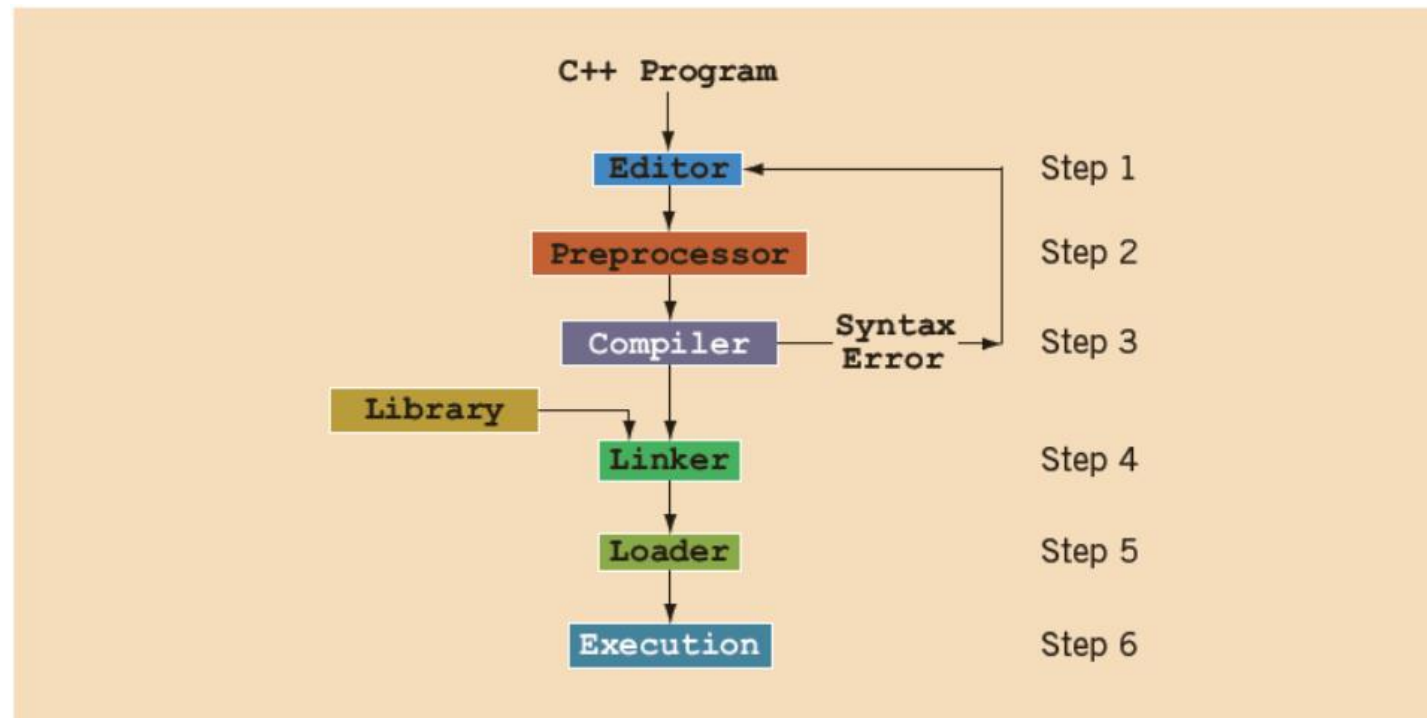 C++ Program
Editor
Step 1
Preprocessor
Step 2
Compiler
Syntax
Error
Step 3
Library
Linker
Step 4
Loader
Step 5
Execution
Step 6